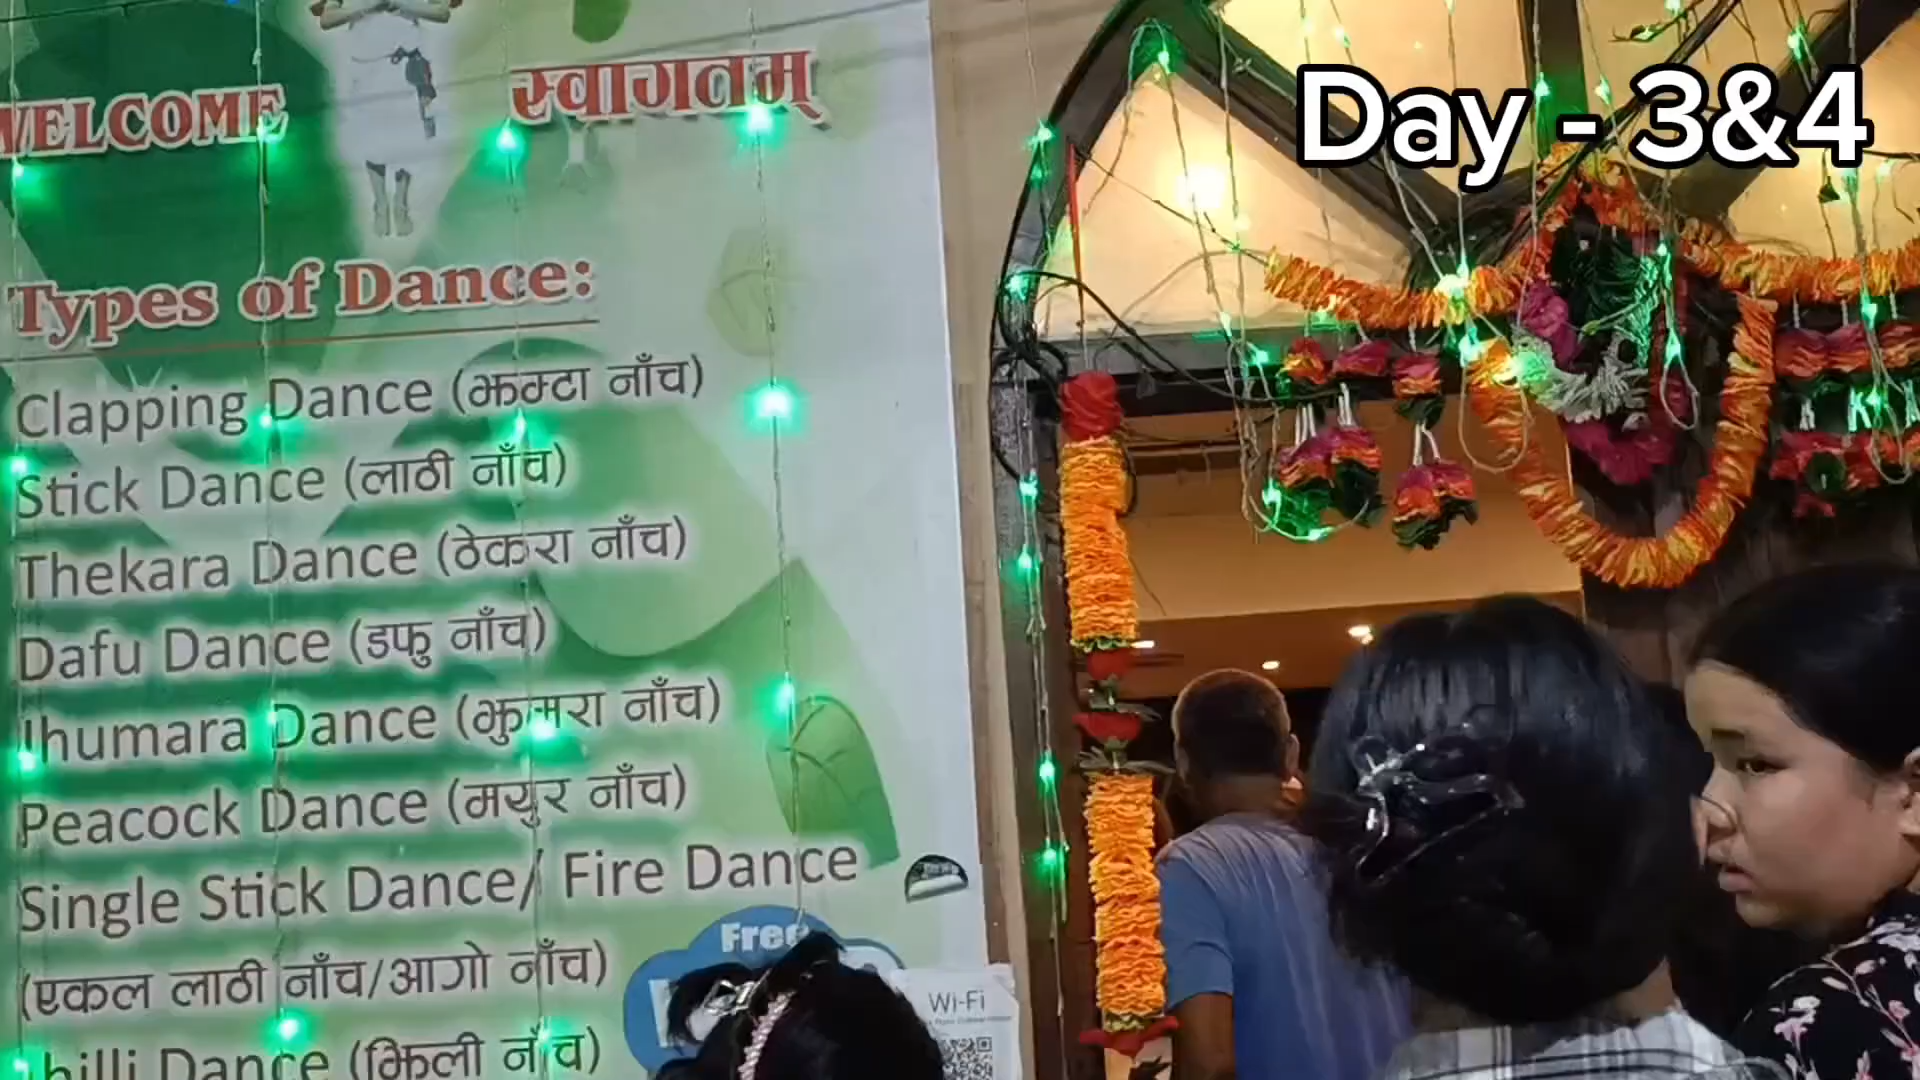 WELCOME
स्वागतम्
Day - 3&4
Types of Dance:
Clapping Dance (झम्टा नाँच)
Stick Dance (लाठी नाँच)
Thekara Dance (ठेकरा नाँच)
Dafu Dance (डफु नाँच)
Jhumara Dance (झुमरा नाँच)
Peacock Dance (मयुर नाँच)
Single Stick Dance/ Fire Dance
(एकल लाठी नाँच/आगो नाँच)
Dance (झिली नाँच)
Free
Wi-Fi